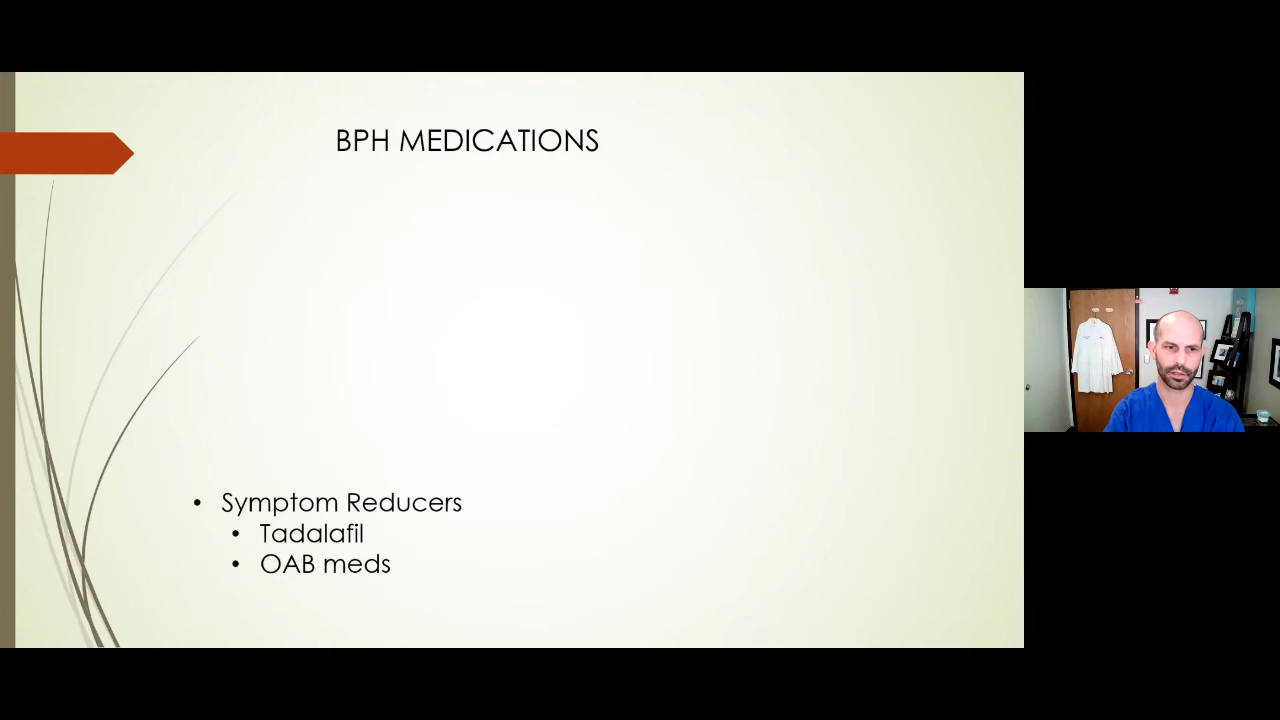 BPH MEDICATIONS
• Symptom Reducers
• Tadalafil
• OAB meds